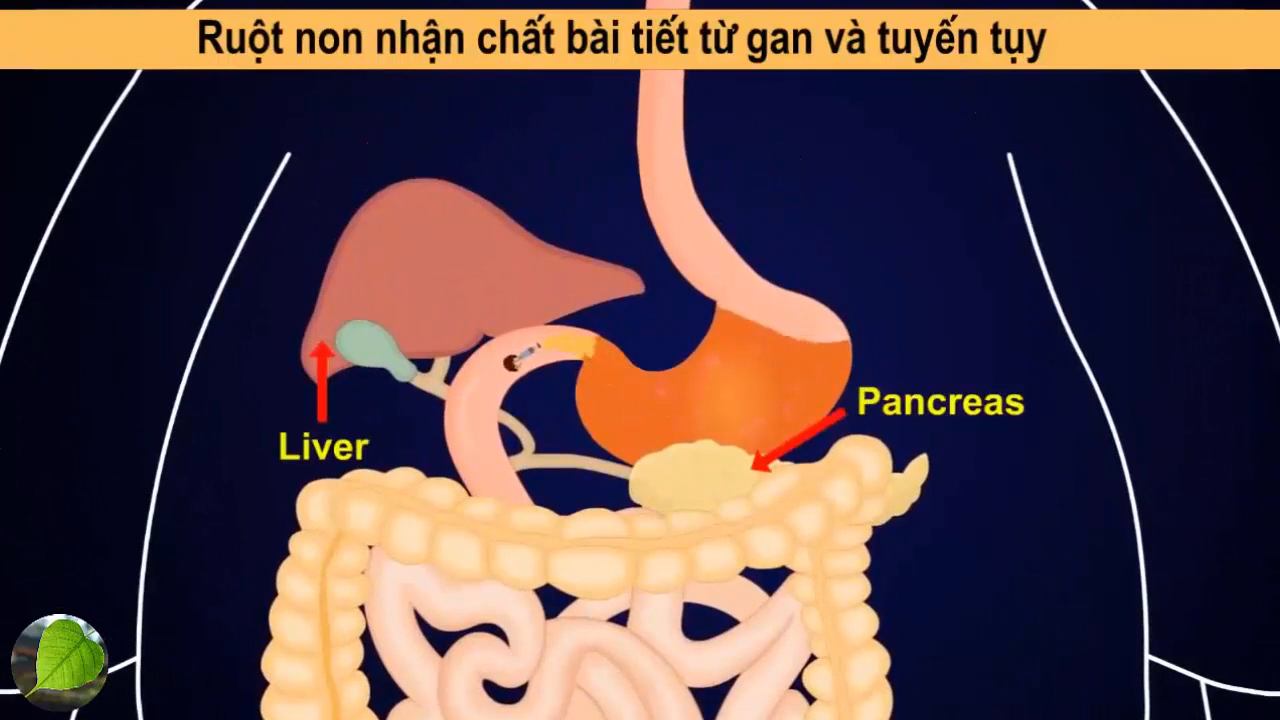 Ruột non nhận chất bài tiết từ gan và tuyến tụy
Pancreas
Liver